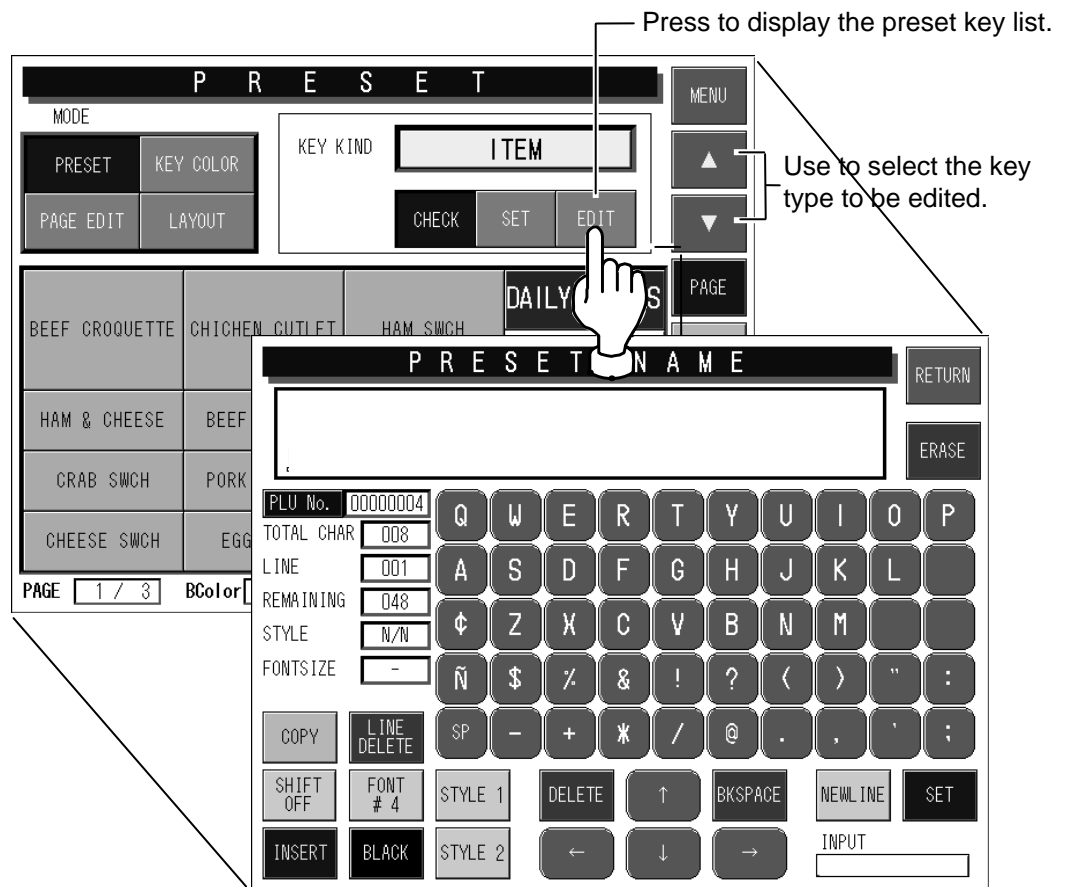 Press to display the preset key list.
P R E S E T
MENU
MODE
PRESET KEY COLOR
PAGE EDIT LAYOUT
KEY KIND ITEM
CHECK SET EDIT
▲
▼
Use to select the key
type to be edited.
PAGE
BEEF CROQUETTE CHICHEN CUTLET HAM SWCH
HAM & CHEESE BEEF
CRAB SWCH PORK
CHEESE SWCH EGG
PAGE 1 / 3 BColor
DAILY S
P R E S E T N A M E
RETURN
ERASE
PLU No. 00000004
TOTAL CHAR 008
LINE 001
REMAINING 048
STYLE N/N
FONTSIZE -
Q W E R T Y U I O P
A S D F G H J K L
¢ Z X C V B N M
Ñ $ % & ! ? ( ) " :
SP - + * / @ . , ' ;
COPY LINE
DELETE
SHIFT
OFF
FONT
# 4
STYLE 1 DELETE ↑ BKSPACE NEWLINE SET
INSERT BLACK STYLE 2 ← ↓ →
INPUT